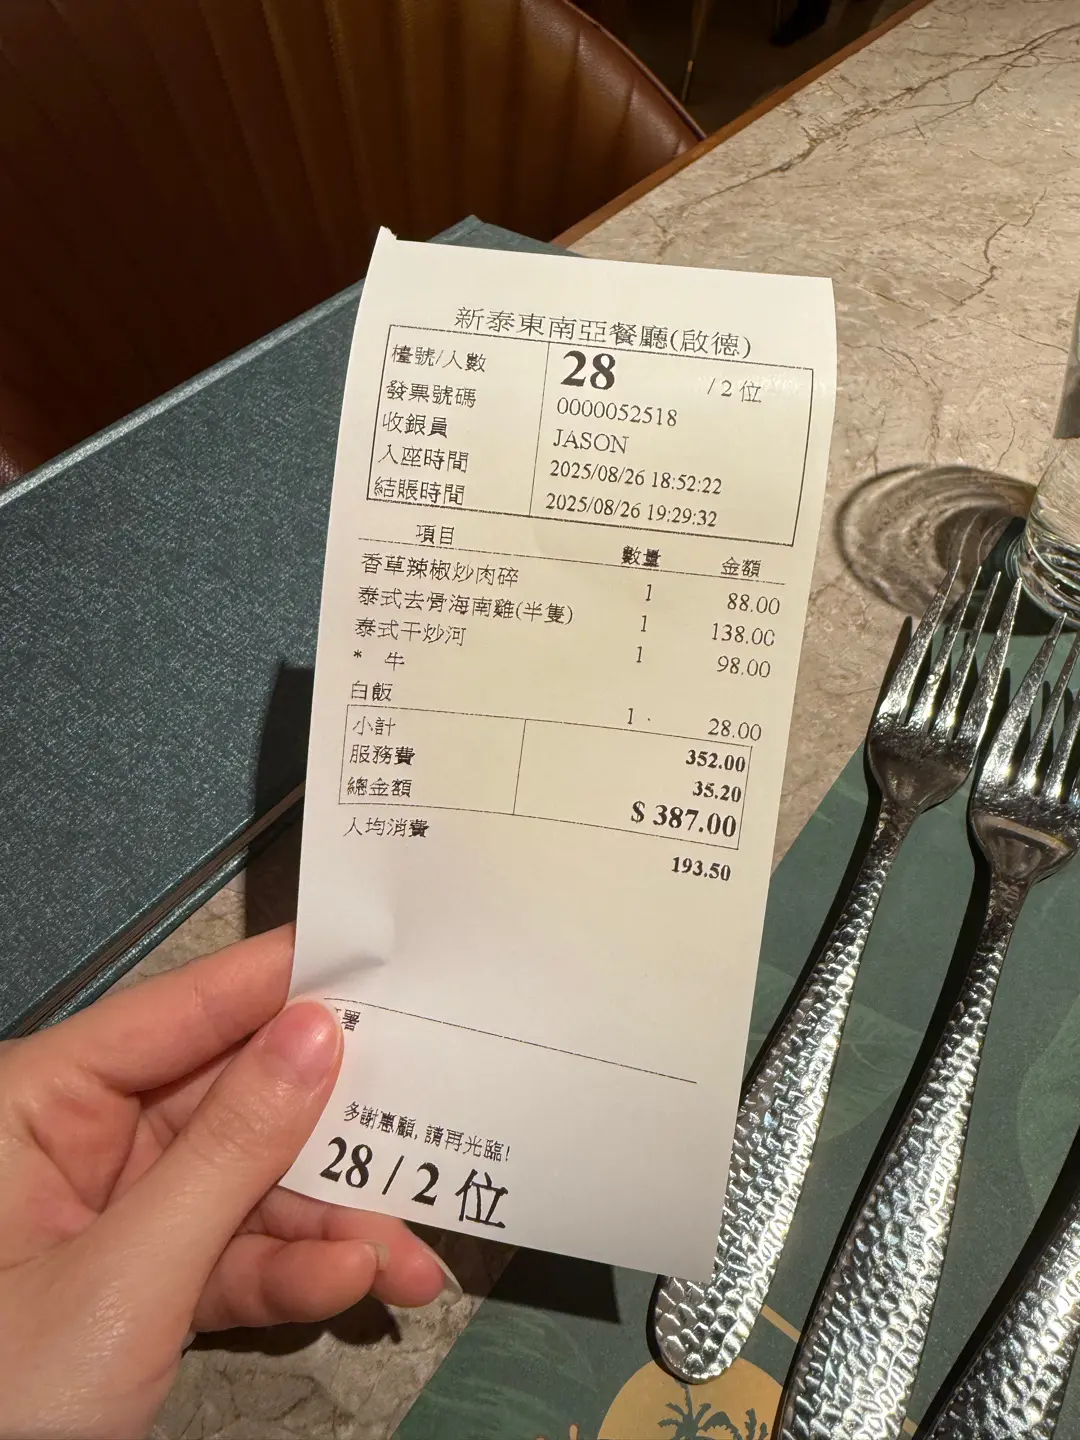 新泰東南亞餐廳(啟德)
檯號/人數 28 / 2 位
發票號碼 0000052518
收銀員 JASON
入座時間 2025/08/26 18:52:22
結賬時間 2025/08/26 19:29:32
項目 數量 金額
香草辣椒炒肉碎 1 88.00
泰式去骨海南雞(半隻) 1 138.00
泰式干炒河 1 98.00
* 牛
白飯 1 28.00
小計 352.00
服務費 35.20
總金額 $ 387.00
人均消費 193.50
署
多謝惠顧, 請再光臨!
28 / 2 位